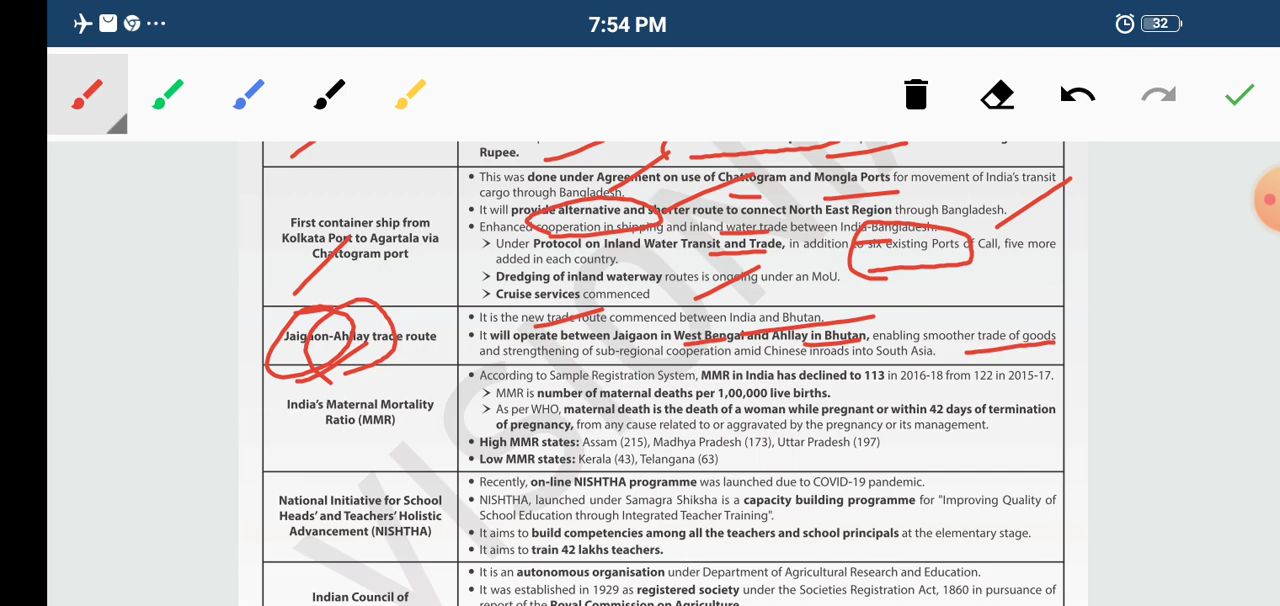 7:54 PM
32
Rupee.
First container ship from
Kolkata Port to Agartala via
Chattogram port
• This was done under Agreement on use of Chattogram and Mongla Ports for movement of India's transit
cargo through Bangladesh.
• It will provide alternative and shorter route to connect North East Region through Bangladesh.
• Enhanced cooperation in shipping and inland water trade between India-Bangladesh.
➢ Under Protocol on Inland Water Transit and Trade, in addition to six existing Ports of Call, five more
added in each country.
➢ Dredging of inland waterway routes is ongoing under an MoU.
➢ Cruise services commenced
Jaigaon-Ahllay trade route
• It is the new trade route commenced between India and Bhutan.
• It will operate between Jaigaon in West Bengal and Ahllay in Bhutan, enabling smoother trade of goods
and strengthening of sub-regional cooperation amid Chinese inroads into South Asia.
India's Maternal Mortality
Ratio (MMR)
• According to Sample Registration System, MMR in India has declined to 113 in 2016-18 from 122 in 2015-17.
➢ MMR is number of maternal deaths per 1,00,000 live births.
➢ As per WHO, maternal death is the death of a woman while pregnant or within 42 days of termination
of pregnancy, from any cause related to or aggravated by the pregnancy or its management.
• High MMR states: Assam (215), Madhya Pradesh (173), Uttar Pradesh (197)
• Low MMR states: Kerala (43), Telangana (63)
National Initiative for School
Heads' and Teachers' Holistic
Advancement (NISHTHA)
• Recently, on-line NISHTHA programme was launched due to COVID-19 pandemic.
• NISHTHA, launched under Samagra Shiksha is a capacity building programme for "Improving Quality of
School Education through Integrated Teacher Training".
• It aims to build competencies among all the teachers and school principals at the elementary stage.
• It aims to train 42 lakhs teachers.
Indian Council of
• It is an autonomous organisation under Department of Agricultural Research and Education.
• It was established in 1929 as registered society under the Societies Registration Act, 1860 in pursuance of
report of the Royal Commission on Agriculture